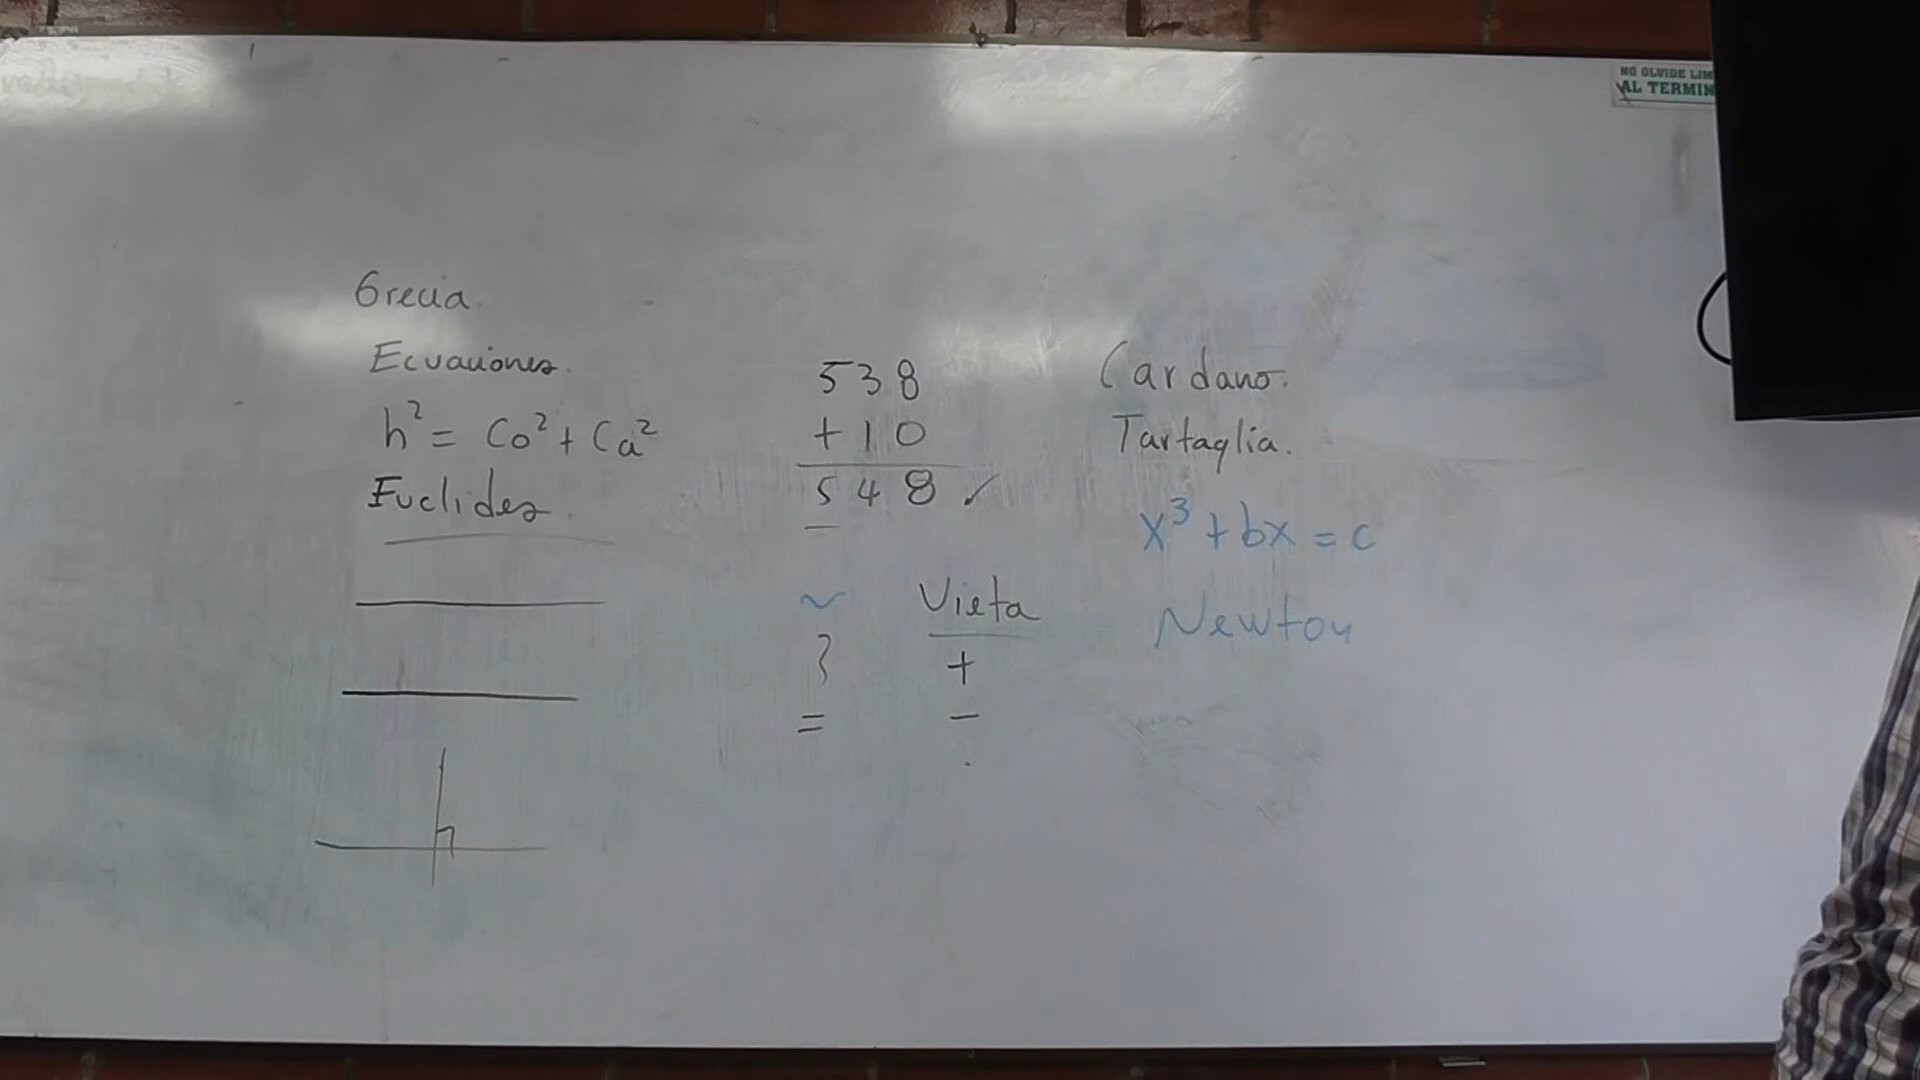 NO OLVIDE LIM
AL TERMIN
Grecia.
Ecuaciones.
h² = Co² + Ca²
Euclides.
538
+10
548 ✓
~
}
=
Vieta
+
-
Cardano.
Tartaglia.
x³ + bx = c
Newton